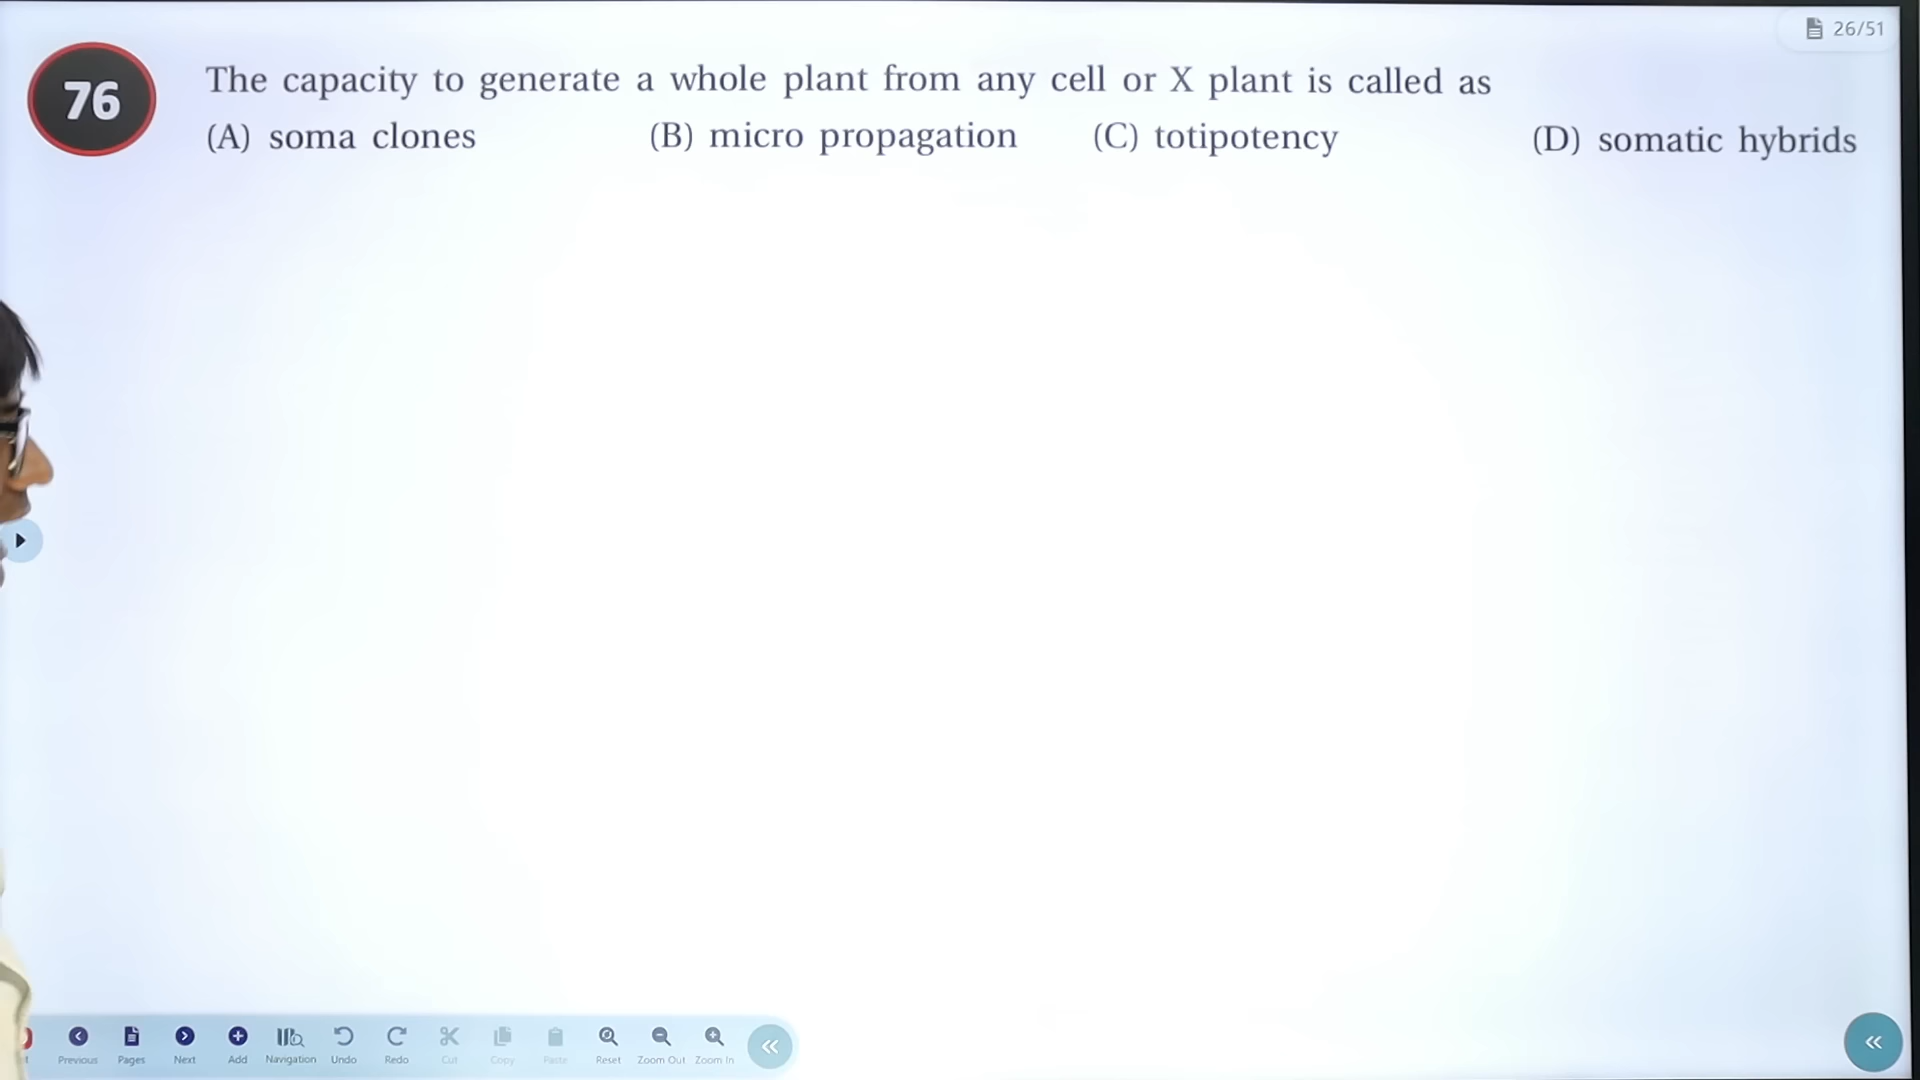 26/51
76
The capacity to generate a whole plant from any cell or X plant is called as
(A) soma clones (B) micro propagation (C) totipotency (D) somatic hybrids
Previous Pages Next Add Navigation Undo Redo Cut Copy Paste Reset Zoom Out Zoom In